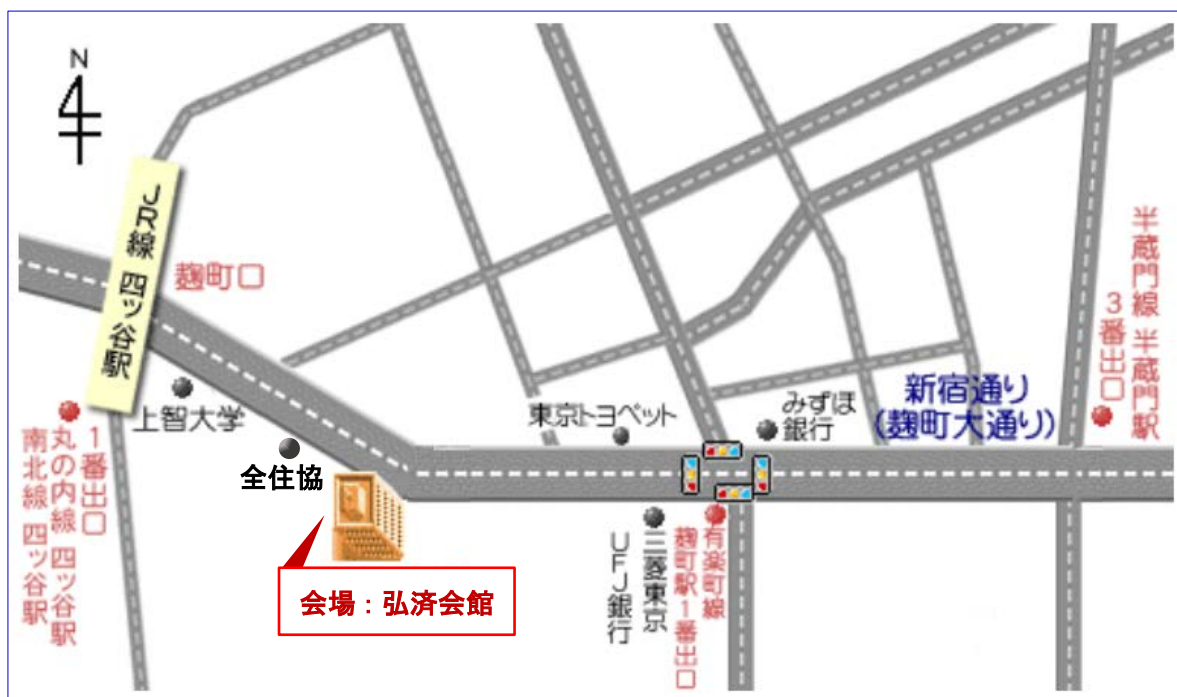 N
JR線 四ッ谷駅
麹町口
上智大学
全住協
1番出口
丸の内線 四ッ谷駅
南北線 四ッ谷駅
会場：弘済会館
東京トヨペット
みずほ
銀行
新宿通り
(麹町大通り)
半蔵門線 半蔵門駅
3番出口
三菱東京
UFJ銀行
有楽町線
麹町駅1番出口